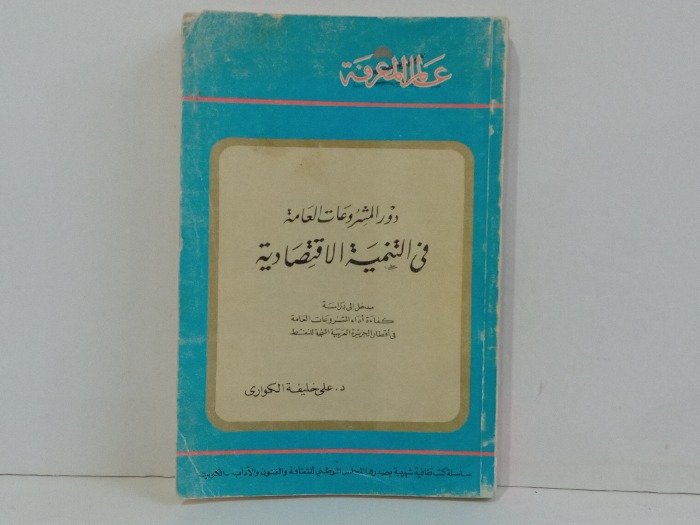 عالم المعرفة
دور المشروعات العامة
في التنمية الاقتصادية
مدخل إلى دراسة
كفاءة أداء المشروعات العامة
في أقطار الجزيرة العربية المنتجة للنفط
د. علي خليفة الكواري
سلسلة كتب ثقافية شهرية يصدرها المجلس الوطني للثقافة والفنون والآداب - الكويت